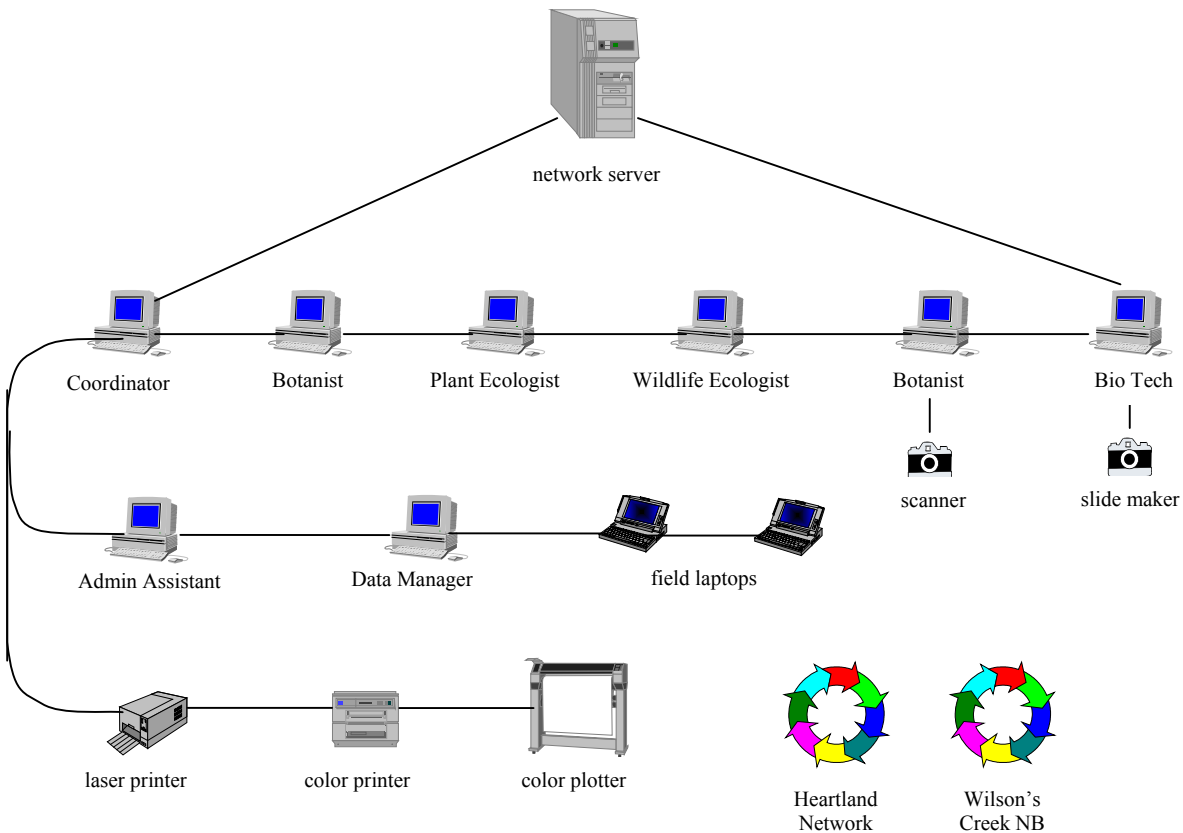 network server
Coordinator
Botanist
Plant Ecologist
Wildlife Ecologist
Botanist
Bio Tech
scanner
slide maker
Admin Assistant
Data Manager
field laptops
laser printer
color printer
color plotter
Heartland
Network
Wilson’s
Creek NB